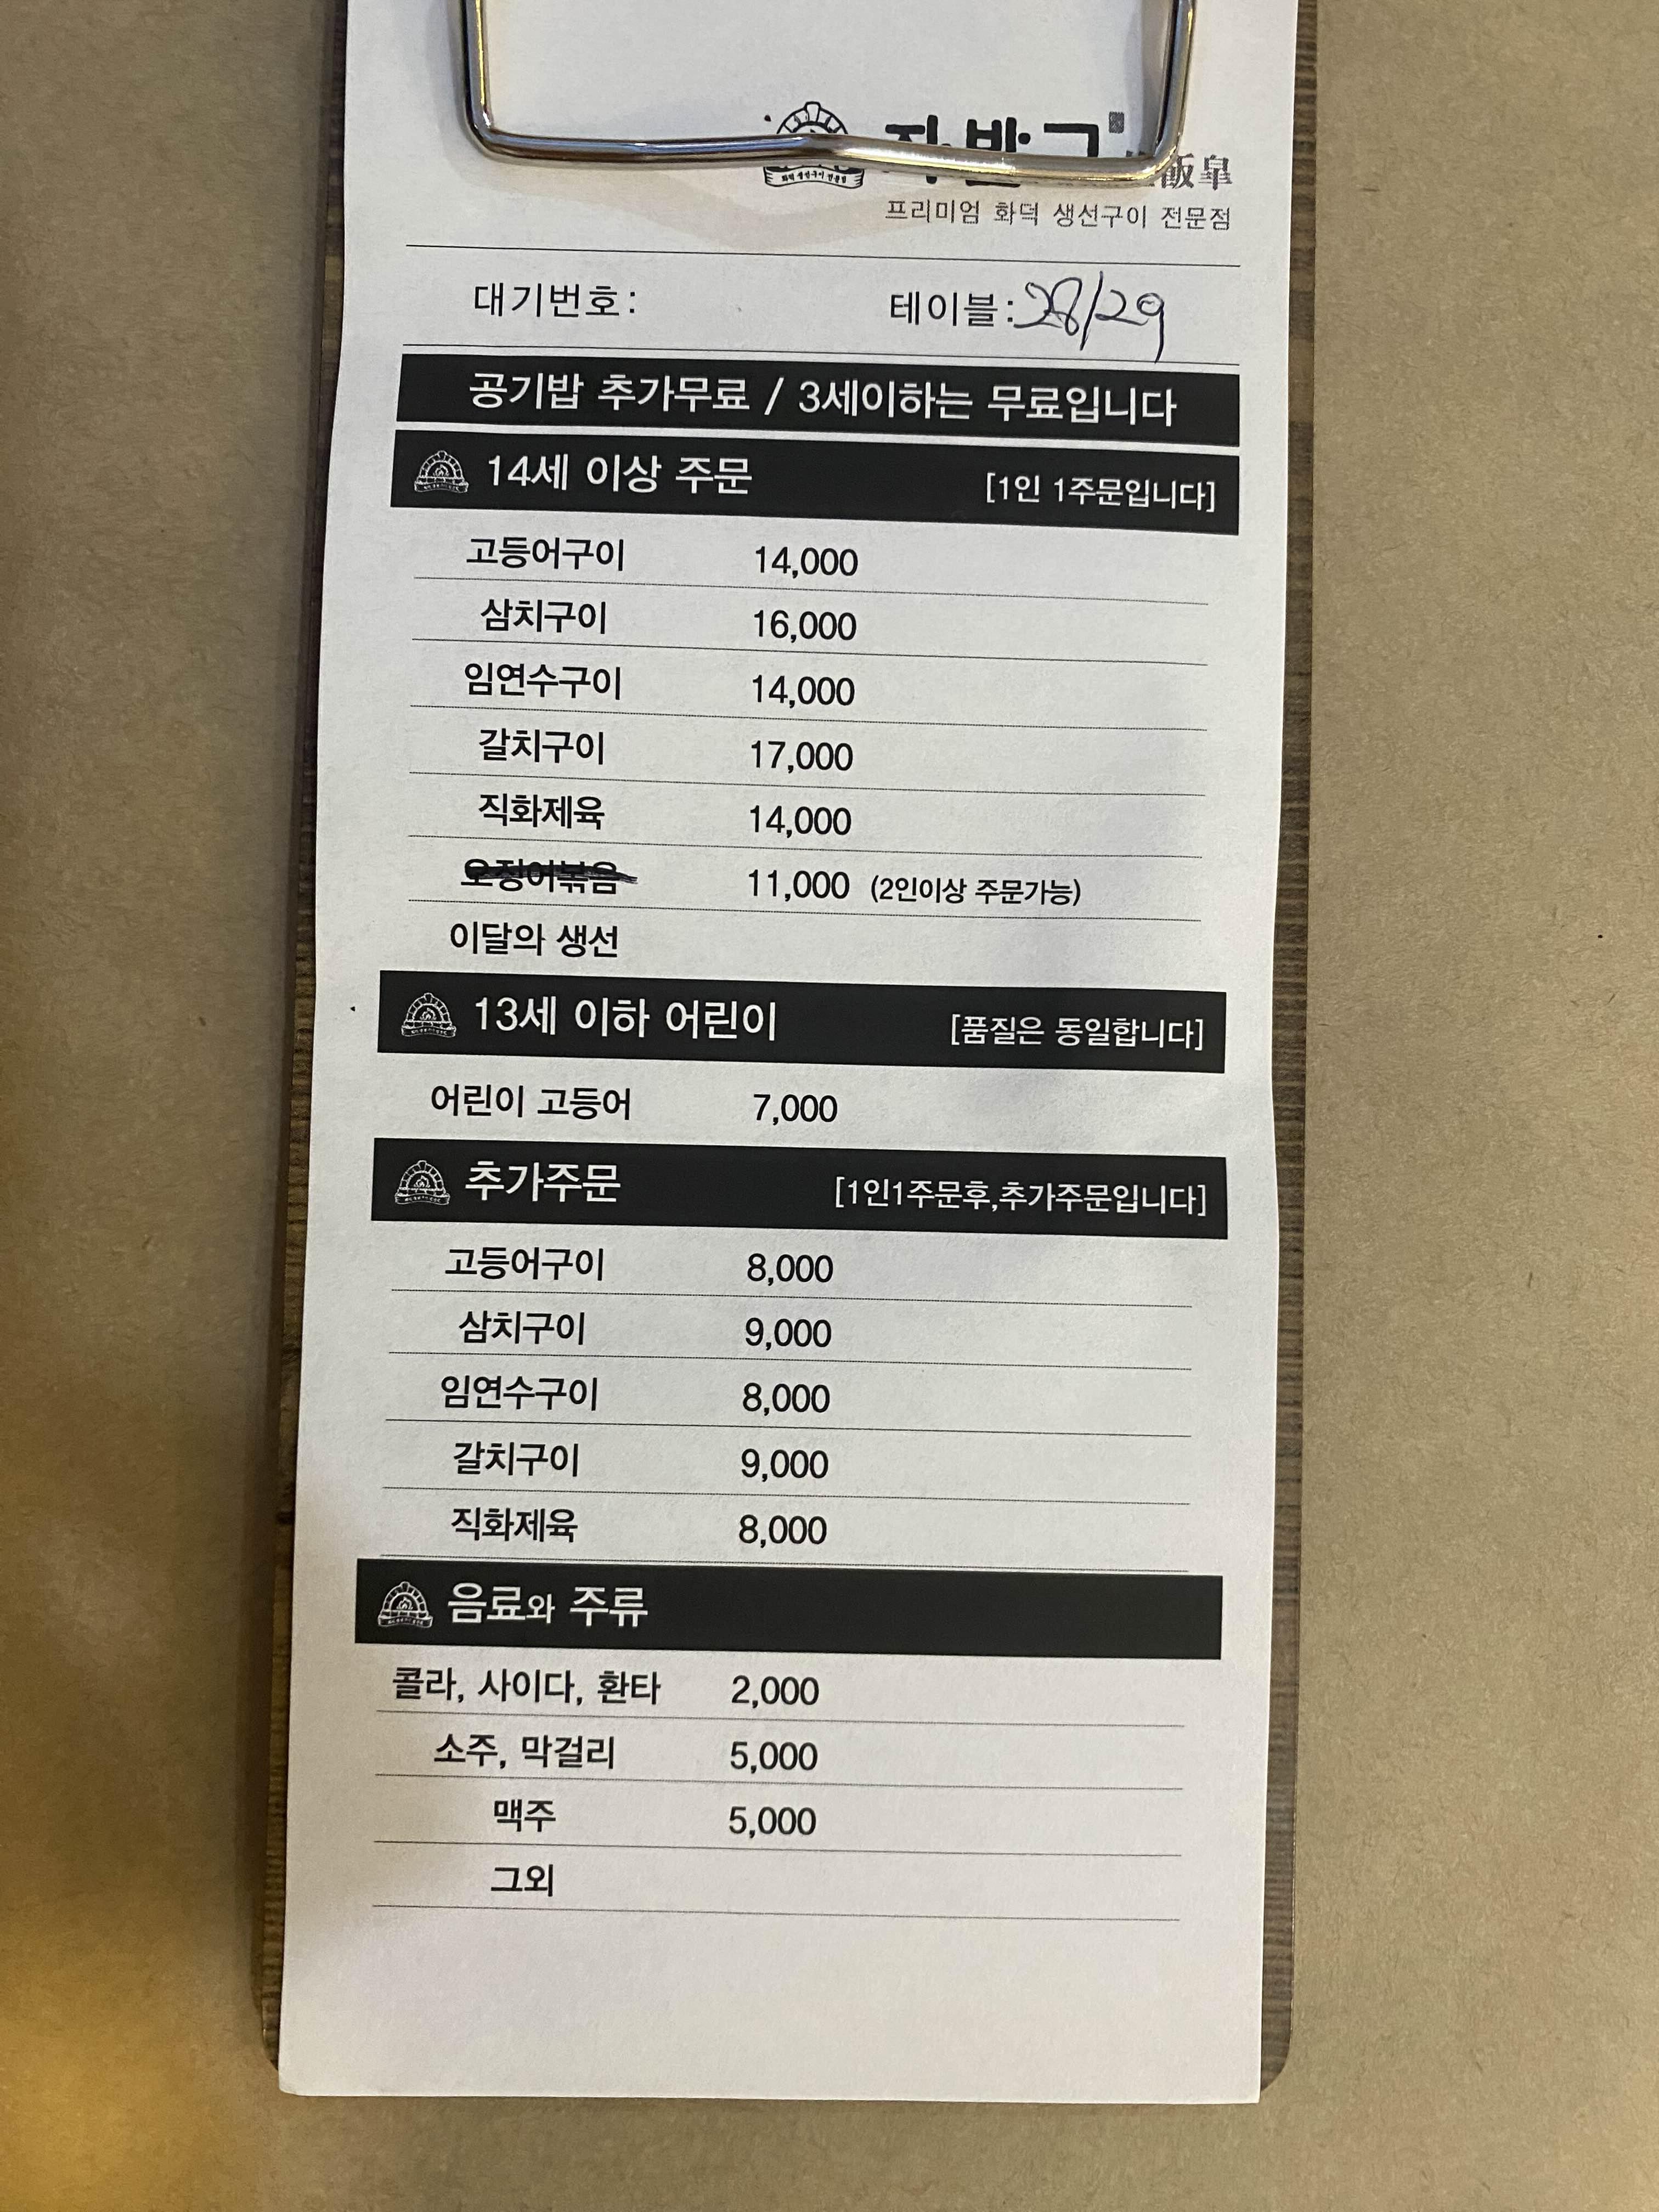 飯皐
프리미엄 화덕 생선구이 전문점
대기번호: 테이블: 28/29
공기밥 추가무료 / 3세이하는 무료입니다
14세 이상 주문 [1인 1주문입니다]
고등어구이 14,000
삼치구이 16,000
임연수구이 14,000
갈치구이 17,000
직화제육 14,000
오징어볶음 11,000 (2인이상 주문가능)
이달의 생선
13세 이하 어린이 [품질은 동일합니다]
어린이 고등어 7,000
추가주문 [1인1주문후,추가주문입니다]
고등어구이 8,000
삼치구이 9,000
임연수구이 8,000
갈치구이 9,000
직화제육 8,000
음료와 주류
콜라, 사이다, 환타 2,000
소주, 막걸리 5,000
맥주 5,000
그외